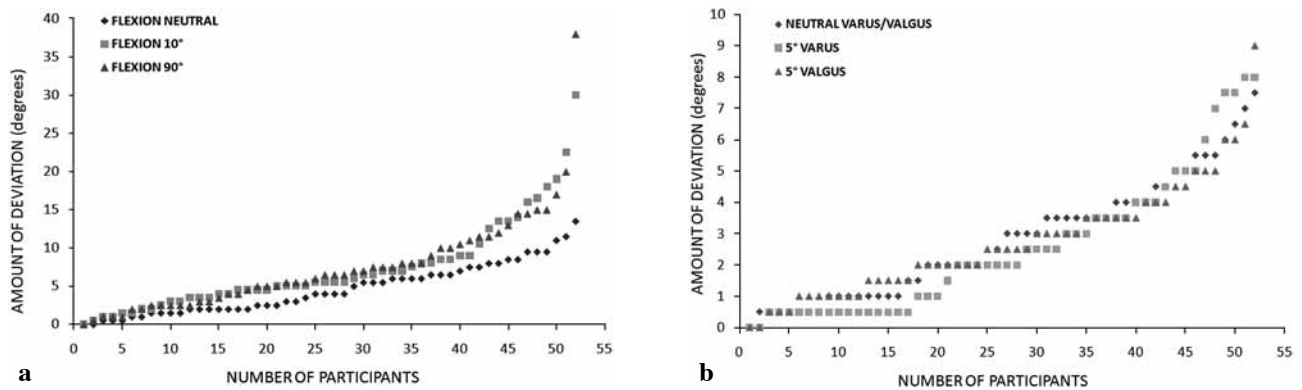 FLEXION NEUTRAL
FLEXION 10°
FLEXION 90°
AMOUNT OF DEVIATION (degrees)
40
35
30
25
20
15
10
5
0
0 5 10 15 20 25 30 35 40 45 50 55
NUMBER OF PARTICIPANTS
a
NEUTRAL VARUS/VALGUS
5° VARUS
5° VALGUS
AMOUNT OF DEVIATION (degrees)
10
9
8
7
6
5
4
3
2
1
0
0 5 10 15 20 25 30 35 40 45 50 55
NUMBER OF PARTICIPANTS
b